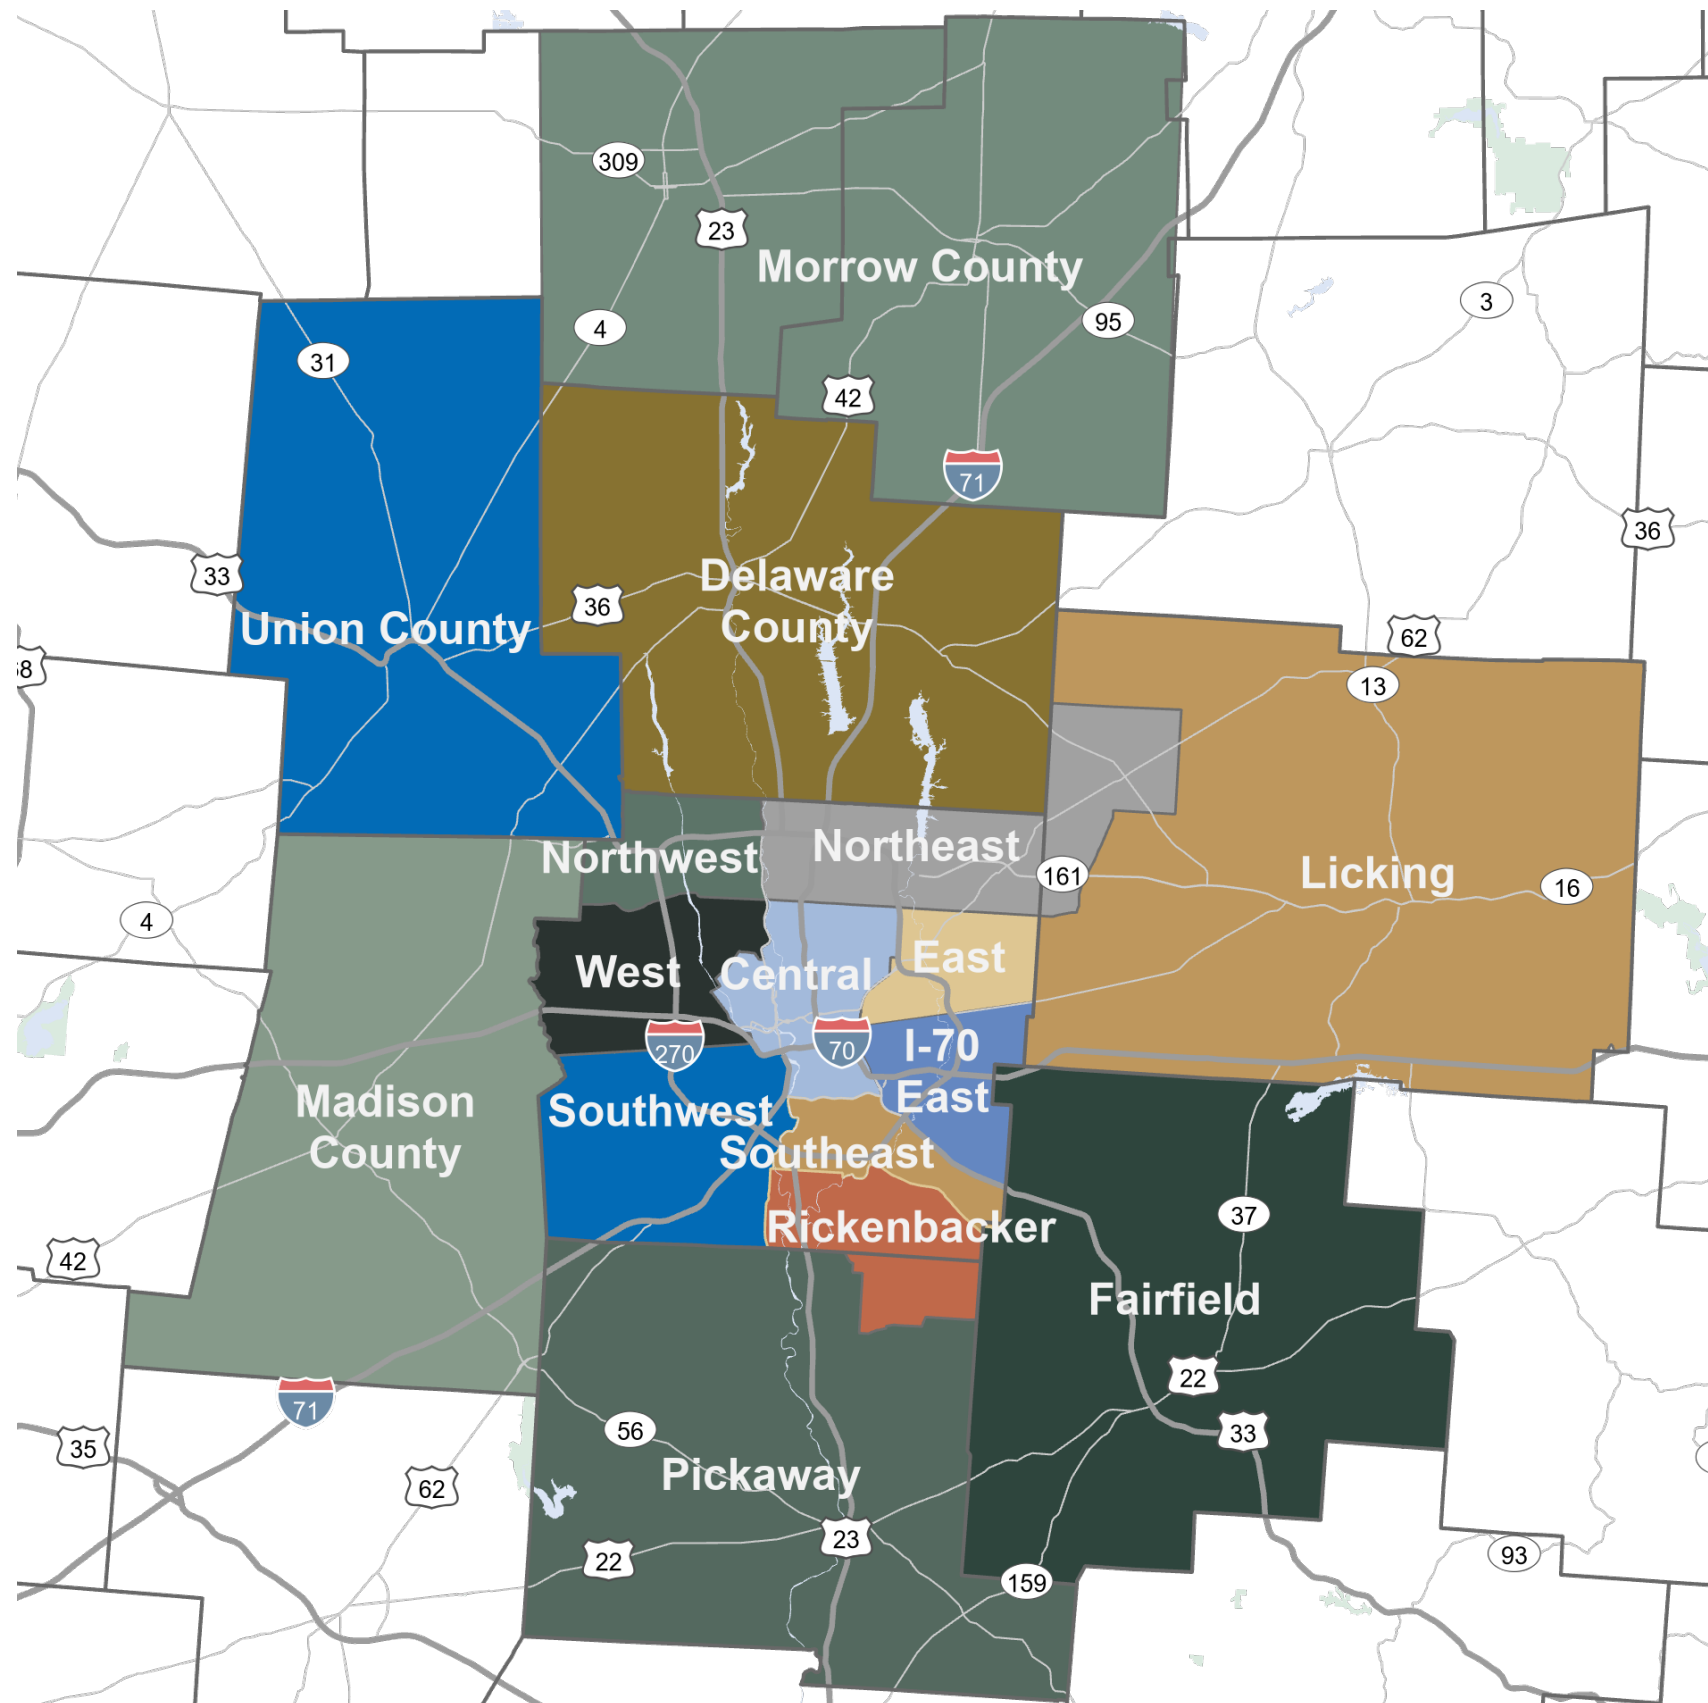 309
23
Morrow County
3
4
95
31
42
71
36
33
Delaware
36
County
Union County
62
13
Northeast
Northwest
161
Licking
16
4
East
West
Central
I-70
270
70
East
Madison
Southwest
County
Southeast
37
Rickenbacker
42
Fairfield
22
71
56
33
35
Pickaway
62
23
22
93
159